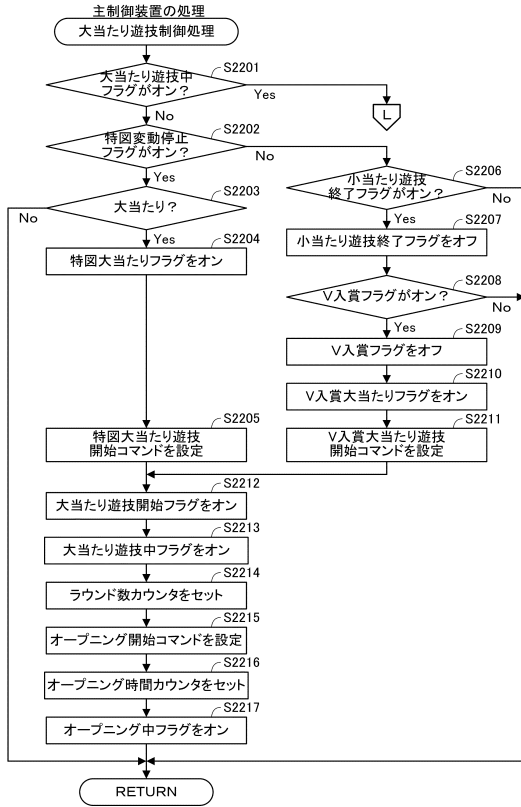 主制御装置の処理
大当たり遊技制御処理
S2201
大当たり遊技中
フラグがオン？
Yes
No
L
S2202
特図変動停止
フラグがオン？
No
Yes
S2203
大当たり？
No
Yes
S2204
特図大当たりフラグをオン
S2206
小当たり遊技
終了フラグがオン？
No
Yes
S2207
小当たり遊技終了フラグをオフ
S2208
V入賞フラグがオン？
No
Yes
S2209
V入賞フラグをオフ
S2210
V入賞大当たりフラグをオン
S2205
特図大当たり遊技
開始コマンドを設定
S2211
V入賞大当たり遊技
開始コマンドを設定
S2212
大当たり遊技開始フラグをオン
S2213
大当たり遊技中フラグをオン
S2214
ラウンド数カウンタをセット
S2215
オープニング開始コマンドを設定
S2216
オープニング時間カウンタをセット
S2217
オープニング中フラグをオン
RETURN